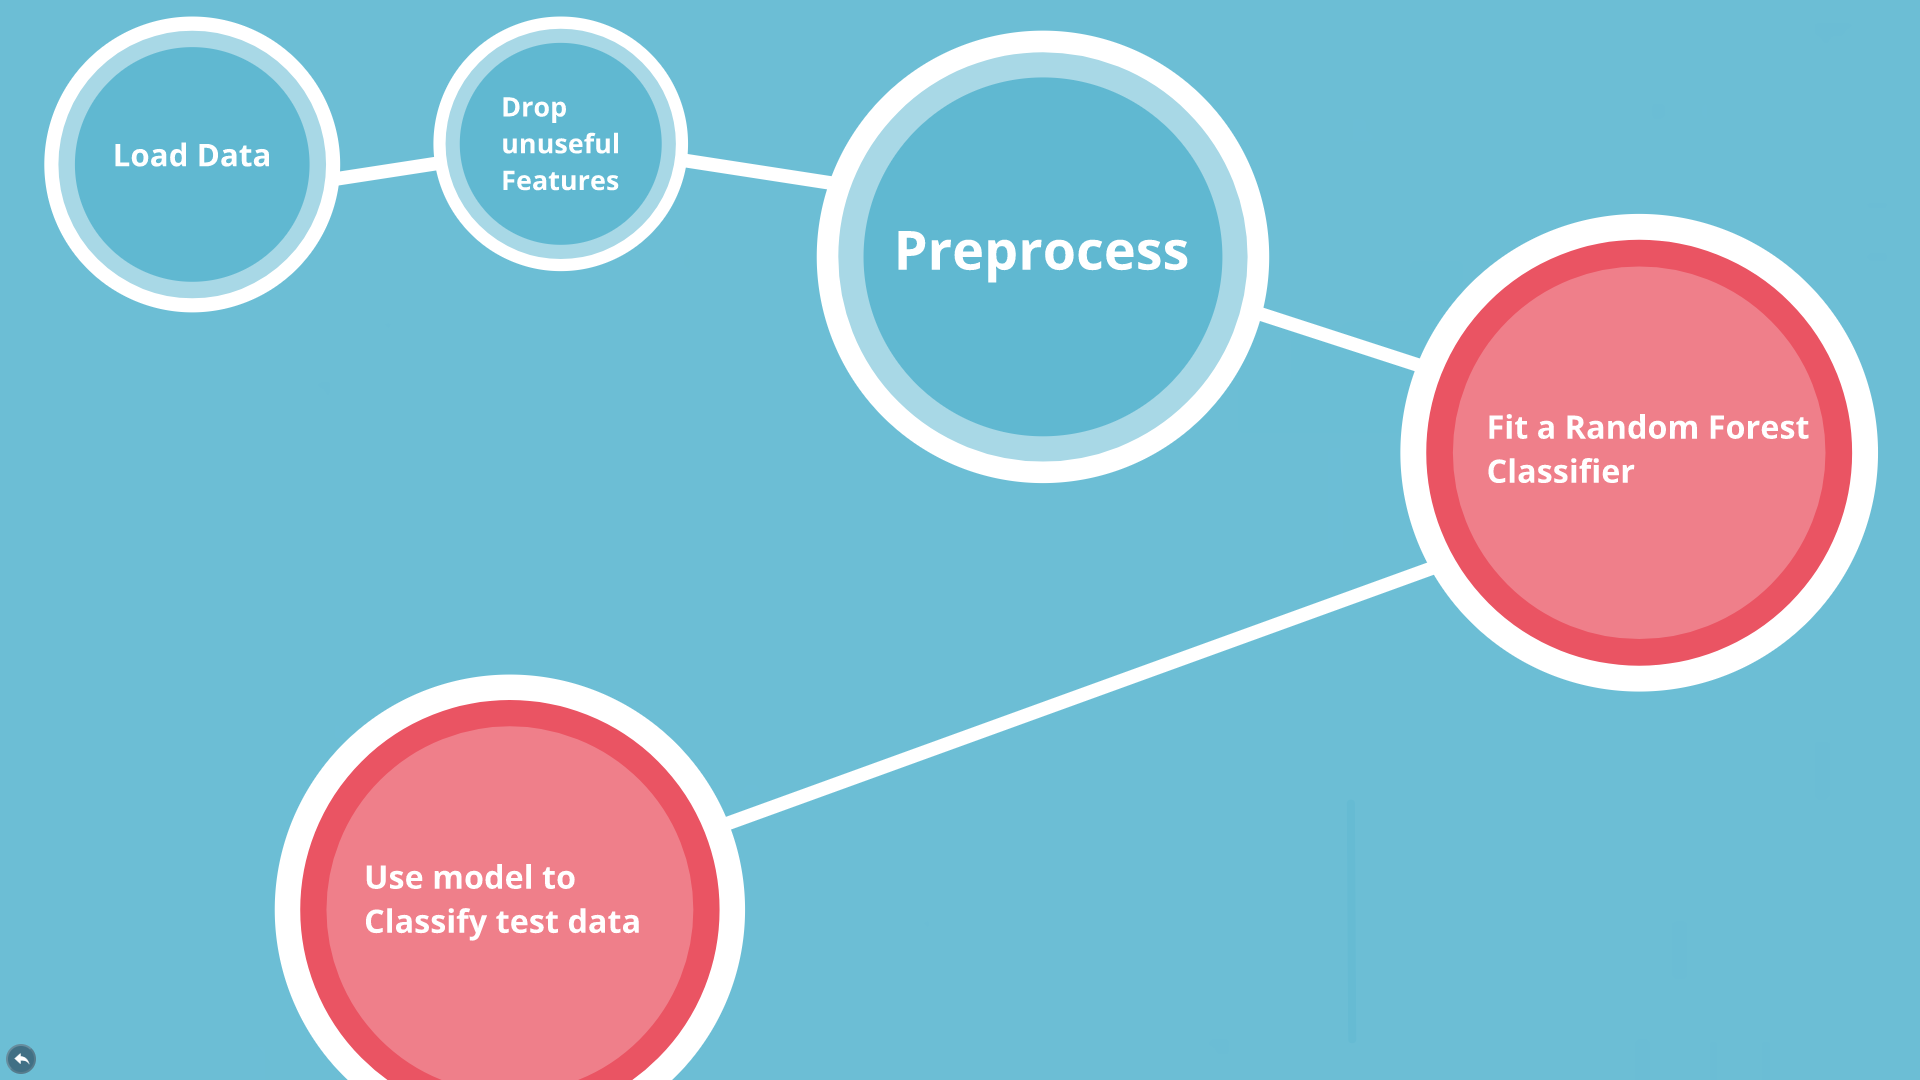 Load Data
Drop
unuseful
Features
Preprocess
Fit a Random Forest
Classifier
Use model to
Classify test data